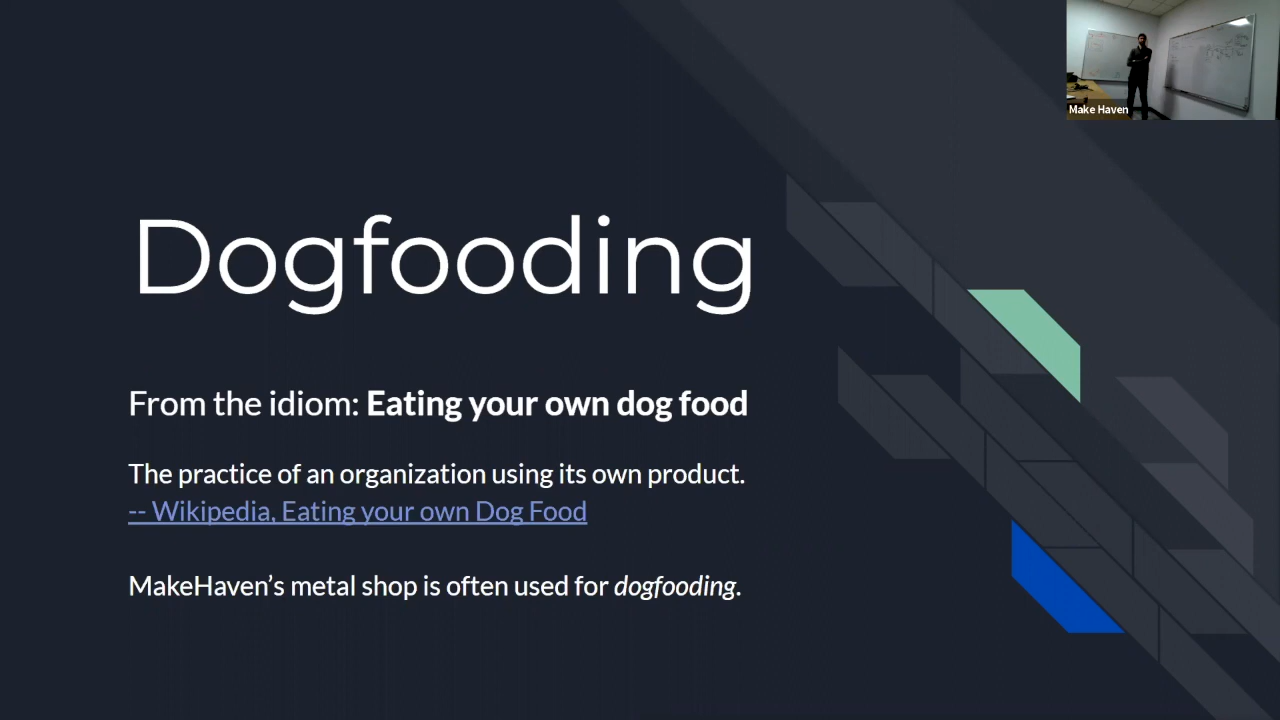 Make Haven
Dogfooding
From the idiom: Eating your own dog food
The practice of an organization using its own product.
-- Wikipedia, Eating your own Dog Food
MakeHaven’s metal shop is often used for dogfooding.